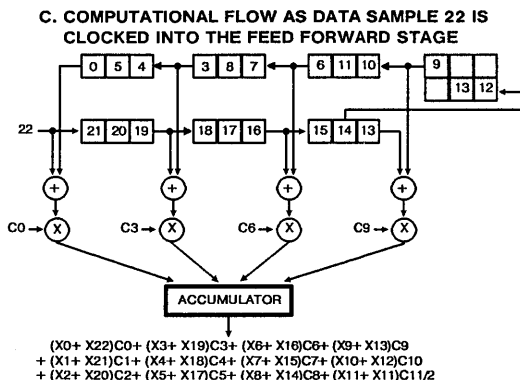 C. COMPUTATIONAL FLOW AS DATA SAMPLE 22 IS
CLOCKED INTO THE FEED FORWARD STAGE
0 5 4 3 8 7 6 11 10 9
13 12
22 21 20 19 18 17 16 15 14 13
+ + + +
C0 X C3 X C6 X C9 X
ACCUMULATOR
(X0+ X22)C0+ (X3+ X19)C3+ (X6+ X16)C6+ (X9+ X13)C9
+ (X1+ X21)C1+ (X4+ X18)C4+ (X7+ X15)C7+ (X10+ X12)C10
+ (X2+ X20)C2+ (X5+ X17)C5+ (X8+ X14)C8+ (X11+ X11)C11/2